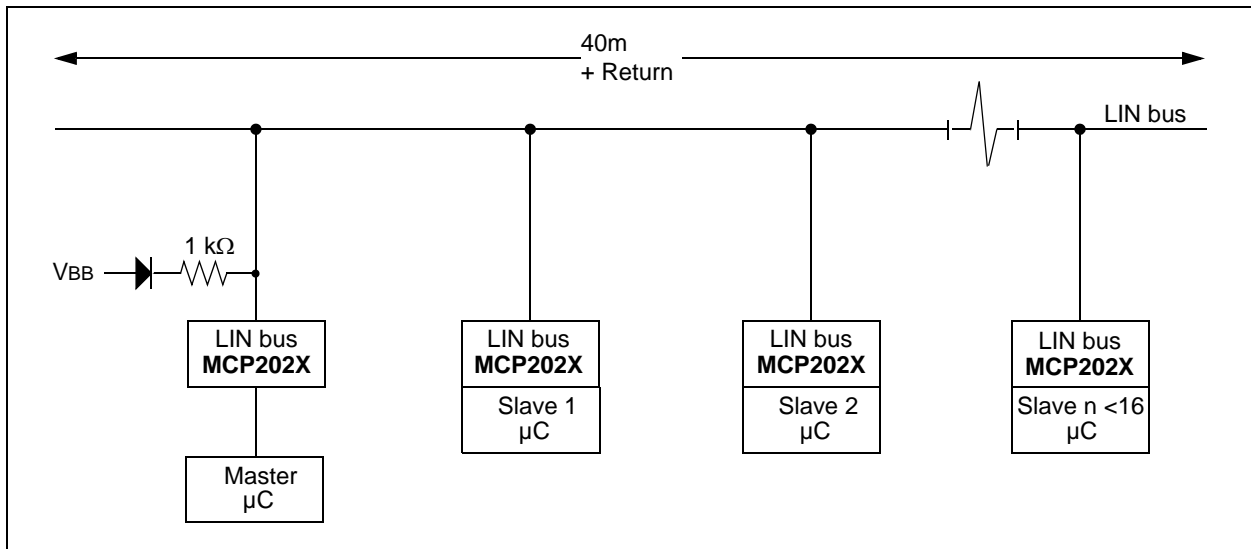 40m
+ Return
LIN bus
1 kΩ
VBB
LIN bus
MCP202X
LIN bus
MCP202X
LIN bus
MCP202X
LIN bus
MCP202X
Slave 1
µC
Slave 2
µC
Slave n <16
µC
Master
µC